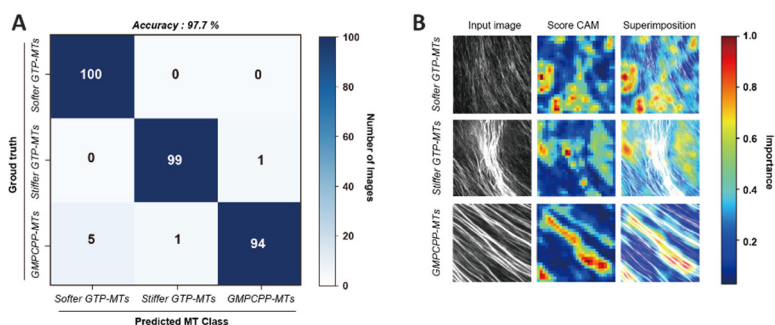 A
Accuracy : 97.7 %
Groud truth
Softer GTP-MTs
Stiffer GTP-MTs
GMPCPP-MTs
100
0
0
0
99
1
5
1
94
Softer GTP-MTs
Stiffer GTP-MTs
GMPCPP-MTs
Predicted MT Class
100
80
60
40
20
0
Number of Images
B
Input image
Score CAM
Superimposition
Softer GTP-MTs
Stiffer GTP-MTs
GMPCPP-MTs
1.0
0.8
0.6
0.4
0.2
Importance